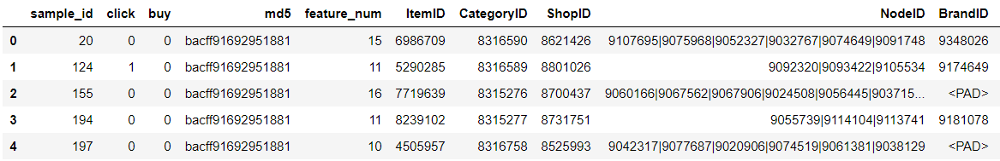 sample_id click buy md5 feature_num ItemID CategoryID ShopID NodeID BrandID
0 20 0 0 bacff91692951881 15 6986709 8316590 8621426 9107695|9075968|9052327|9032767|9074649|9091748 9348026
1 124 1 0 bacff91692951881 11 5290285 8316589 8801026 9092320|9093422|9105534 9174649
2 155 0 0 bacff91692951881 16 7719639 8315276 8700437 9060166|9067562|9067906|9024508|9056445|903715... <PAD>
3 194 0 0 bacff91692951881 11 8239102 8315277 8731751 9055739|9114104|9113741 9181078
4 197 0 0 bacff91692951881 10 4505957 8316758 8525993 9042317|9077687|9020906|9074519|9061381|9038129 <PAD>